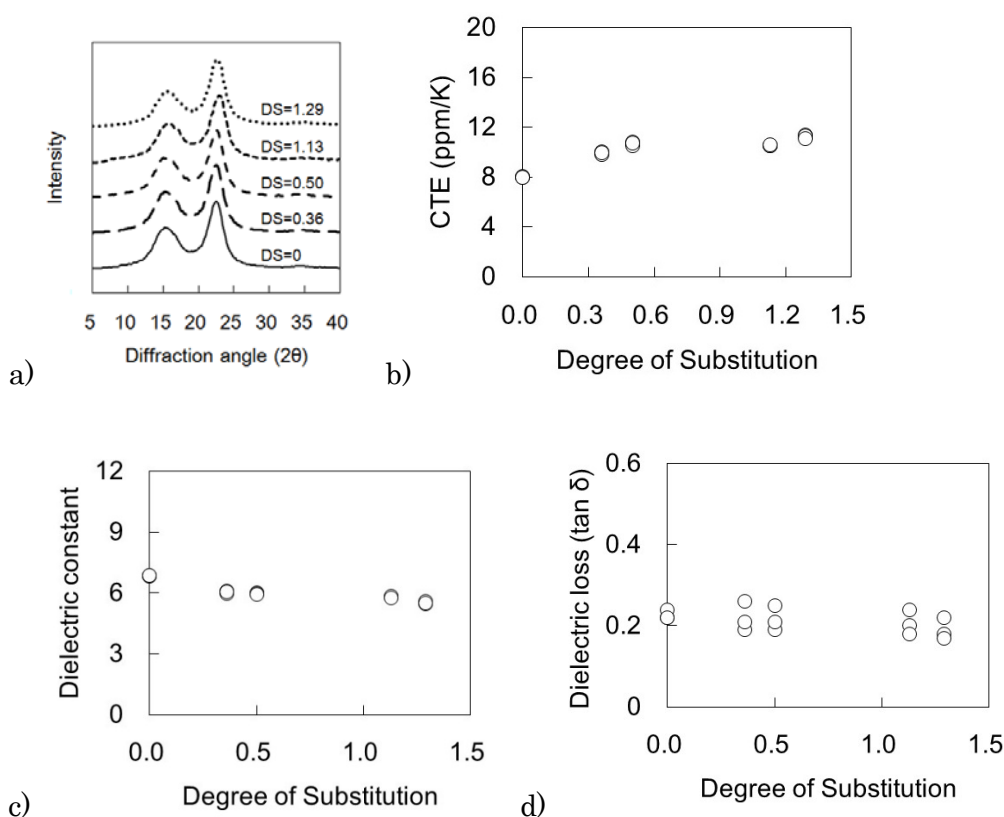 DS=1.29
DS=1.13
DS=0.50
DS=0.36
DS=0
Intensity
5 10 15 20 25 30 35 40
Diffraction angle (2θ)
a)
20
16
12
8
4
0
CTE (ppm/K)
0.0 0.3 0.6 0.9 1.2 1.5
Degree of Substitution
b)
12
9
6
3
0
Dielectric constant
0.0 0.5 1.0 1.5
Degree of Substitution
c)
0.6
0.4
0.2
0
Dielectric loss (tan δ)
0.0 0.5 1.0 1.5
Degree of Substitution
d)